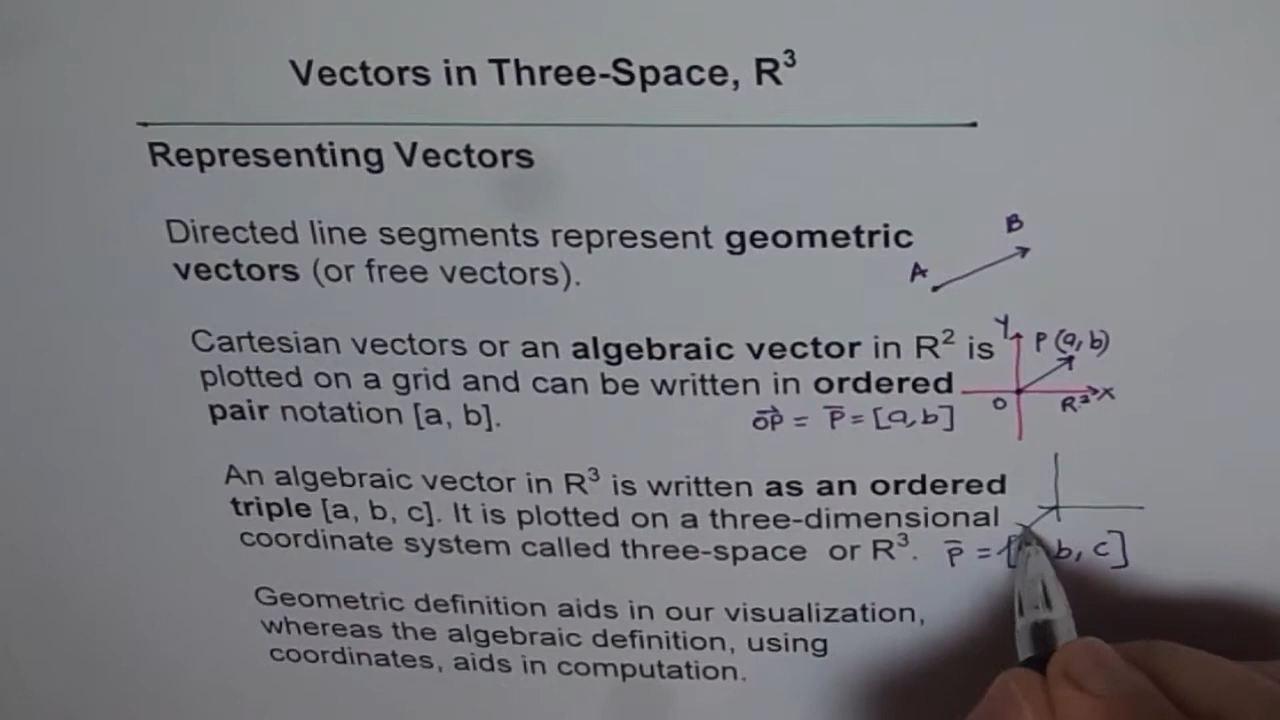 Vectors in Three-Space, R³
Representing Vectors
Directed line segments represent geometric
vectors (or free vectors).
A
B
Cartesian vectors or an algebraic vector in R² is
plotted on a grid and can be written in ordered
pair notation [a, b].
Y
P (a, b)
O
R²
X
OP⃗ = P̄ = [a, b]
An algebraic vector in R³ is written as an ordered
triple [a, b, c]. It is plotted on a three-dimensional
coordinate system called three-space or R³.
P̄ = [ b, c]
Geometric definition aids in our visualization,
whereas the algebraic definition, using
coordinates, aids in computation.